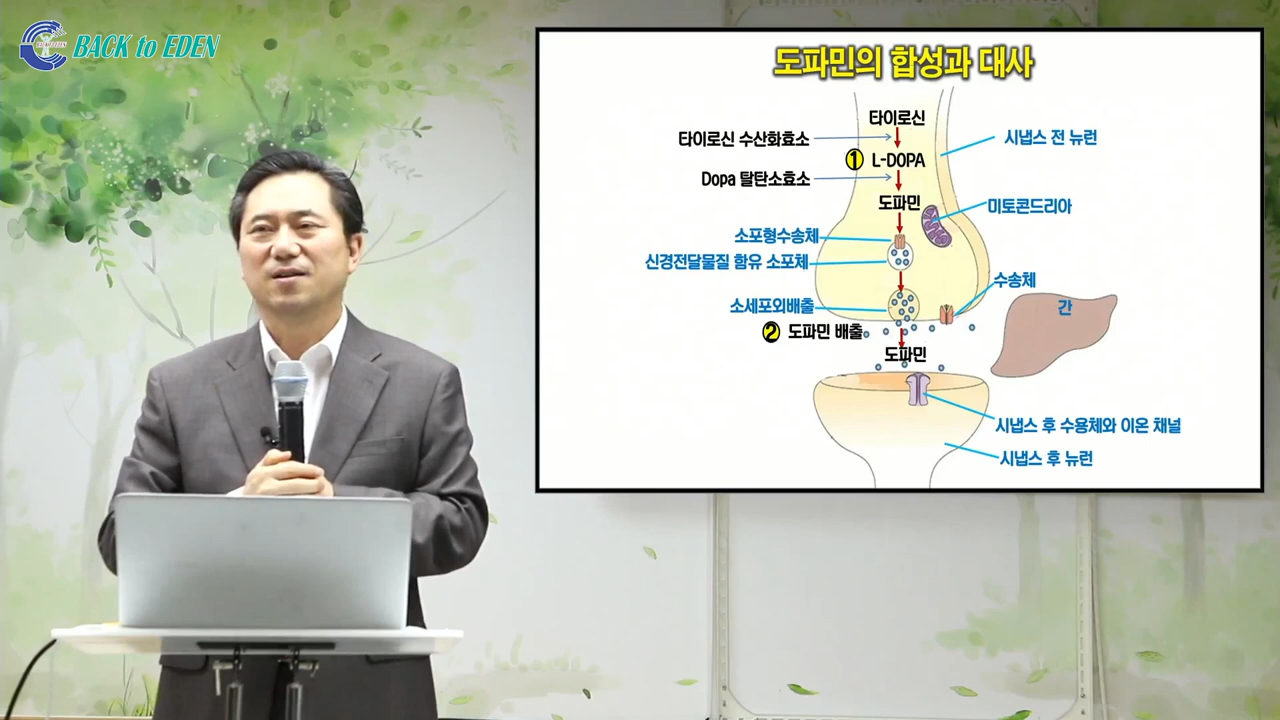 BACK to EDEN
도파민의 합성과 대사
타이로신
타이로신 수산화효소
시냅스 전 뉴런
① L-DOPA
Dopa 탈탄소효소
도파민
미토콘드리아
소포형수송체
신경전달물질 함유 소포체
수송체
소세포외배출
간
② 도파민 배출
도파민
시냅스 후 수용체와 이온 채널
시냅스 후 뉴런